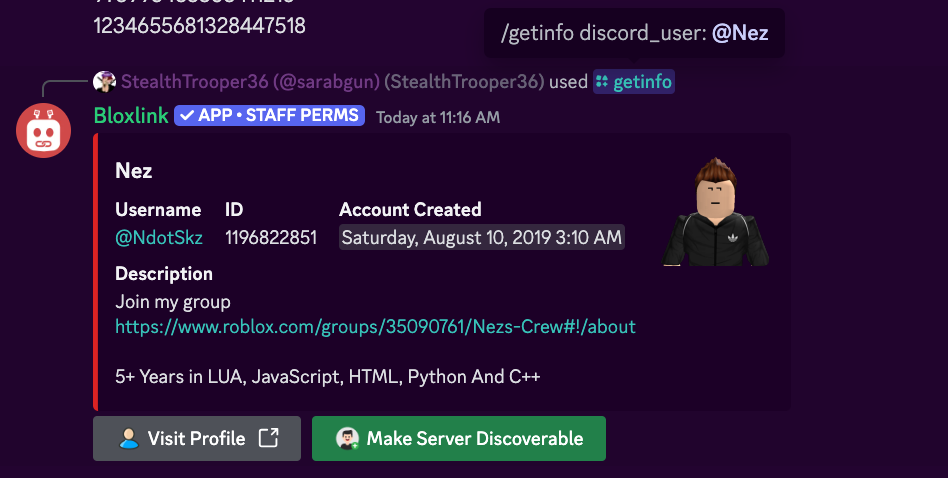 1234655681328447518
/getinfo discord_user: @Nez
StealthTrooper36 (@sarabgun) (StealthTrooper36) used getinfo
Bloxlink ✓ APP • STAFF PERMS Today at 11:16 AM
Nez
Username ID Account Created
@NdotSkz 1196822851 Saturday, August 10, 2019 3:10 AM
Description
Join my group
https://www.roblox.com/groups/35090761/Nezs-Crew#!/about
5+ Years in LUA, JavaScript, HTML, Python And C++
Visit Profile Make Server Discoverable